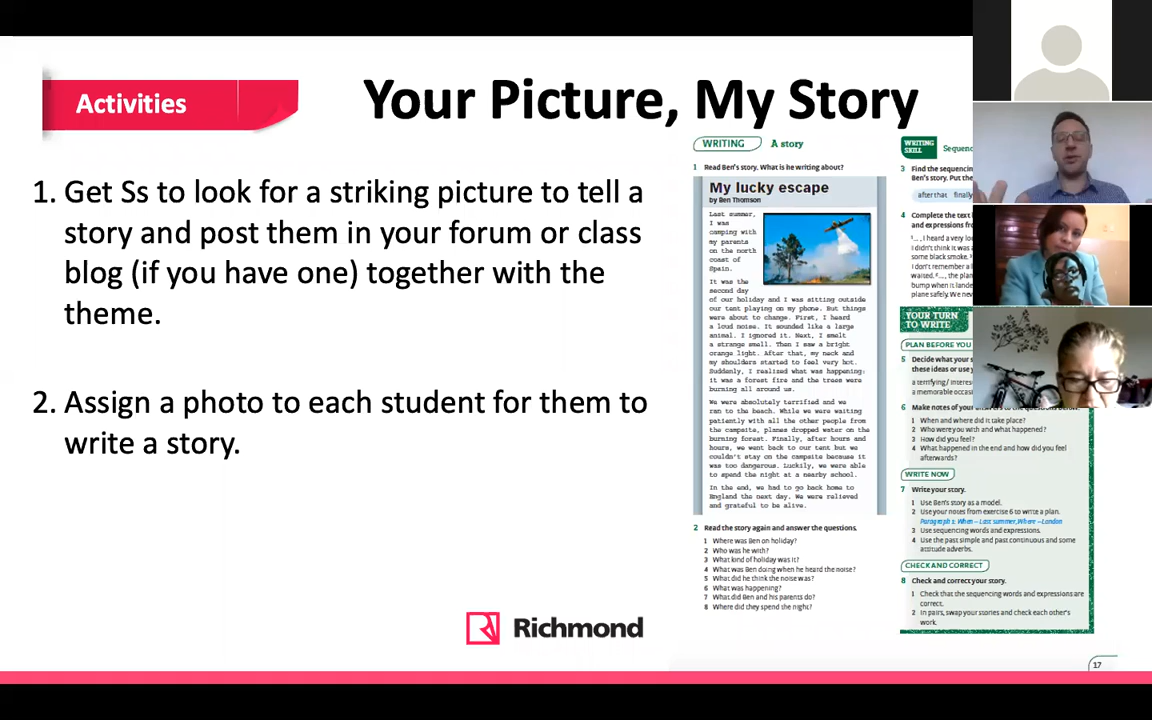 Activities
Your Picture, My Story
1. Get Ss to look for a striking picture to tell a
story and post them in your forum or class
blog (if you have one) together with the
theme.
2. Assign a photo to each student for them to
write a story.
Richmond
WRITING
A story
1 Read Ben's story. What is he writing about?
My lucky escape
by Ben Thomson
Last summer,
I was
camping with
my parents
on the north
coast of
Spain.
It was the
second day
of our holiday and I was sitting outside
our tent playing on my phone. But things
were about to change. First, I heard
a loud noise. It sounded like a large
animal. I ignored it. Next, I smelt
a strange smell. Then I saw a bright
orange light. After that, my neck and
my shoulders started to feel very hot.
Suddenly, I realized what was happening:
it was a forest fire and the trees were
burning all around us.
We were absolutely terrified and we
ran to the beach. While we were waiting
patiently with all the other people from
the campsite, planes dropped water on the
burning forest. Finally, after hours and
hours, we went back to our tent but we
couldn't stay on the campsite because it
was too dangerous. Luckily, we were able
to spend the night at a nearby school.
In the end, we had to go back home to
England the next day. We were relieved
and grateful to be alive.
2 Read the story again and answer the questions.
1 Where was Ben on holiday?
2 Who was he with?
3 What kind of holiday was it?
4 What was Ben doing when he heard the noise?
5 What did he think the noise was?
6 What was happening?
7 What did Ben and his parents do?
8 Where did they spend the night?
WRITING
SKILL
3 Find the sequencing
Ben's story. Put the
after that finally
4 Complete the text
and expressions from
I heard a very lou
I didn't think it was a
some black smoke.
I don't remember a l
waited. the plan
bump when it lande
plane safely. We nev
YOUR TURN
TO WRITE
PLAN BEFORE YOU
5 Decide what your s
these ideas or use y
a terrifying / interes
a memorable occasi
6 Make notes of your answers to the questions below.
1 When and where did it take place?
2 Who were you with and what happened?
3 How did you feel?
4 What happened in the end and how did you feel
afterwards?
WRITE NOW
7 Write your story.
1 Use Ben's story as a model.
2 Use your notes from exercise 6 to write a plan.
Paragraph 1: When – Last summer, Where – London
3 Use sequencing words and expressions.
4 Use the past simple and past continuous and some
attitude adverbs.
CHECK AND CORRECT
8 Check and correct your story.
1 Check that the sequencing words and expressions are
correct.
2 In pairs, swap your stories and check each other's
work.
17